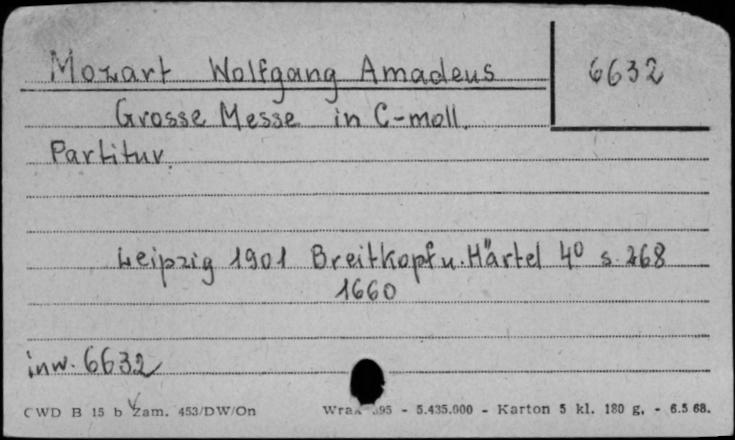 Mozart Wolfgang Amadeus
6632
Grosse Messe in C-moll.
Partitur.
Leipzig 1901 Breitkopf u. Härtel 4° s. 268
1660
inw. 6632
CWD B 15 b Zam. 453/DW/On
95 - 5.435.000 - Karton 5 kl. 180 g. - 6.5 68.